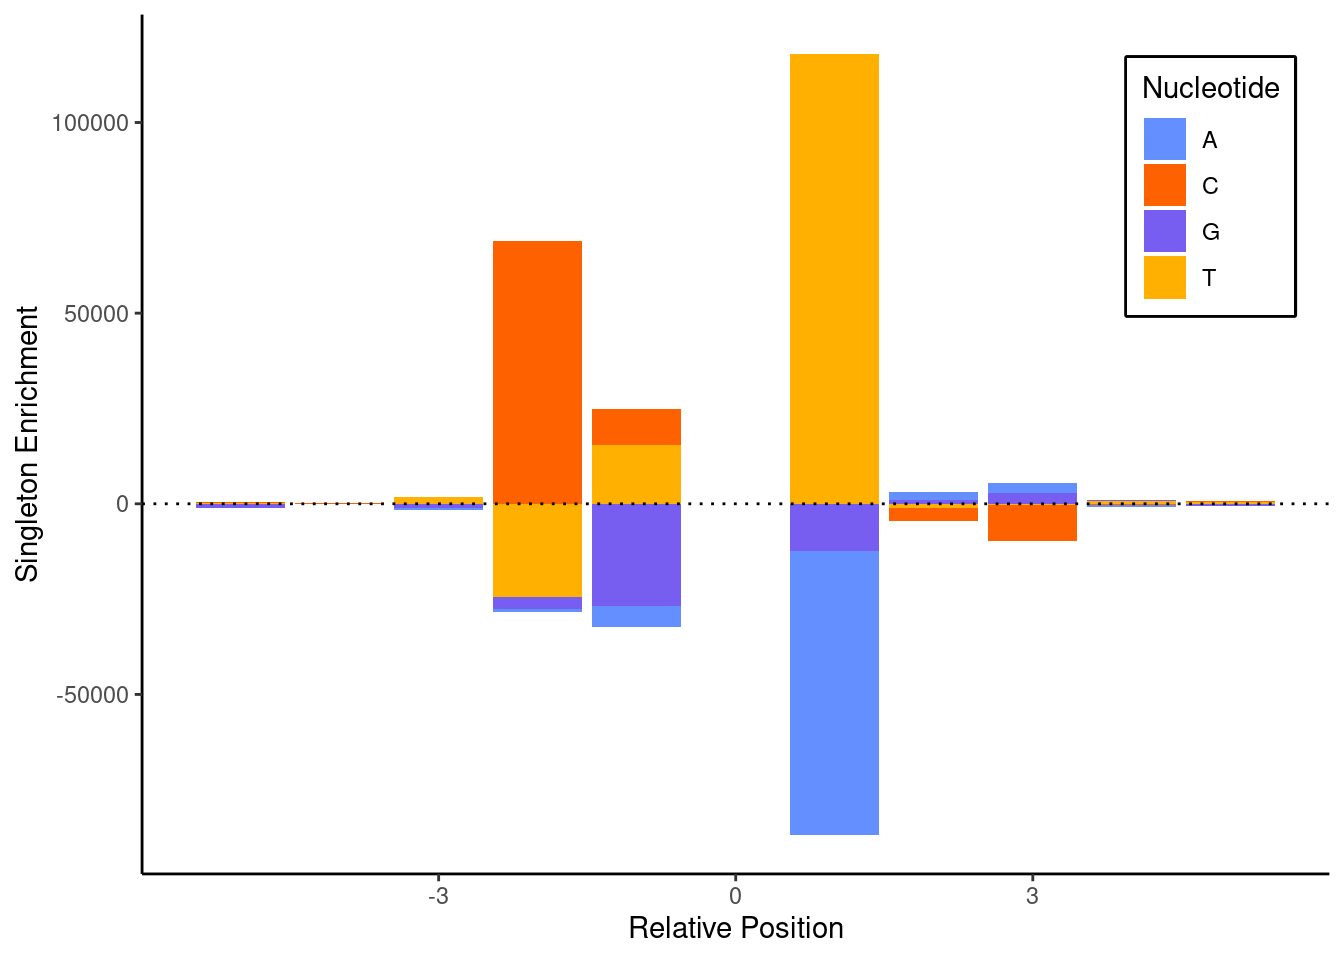 Nucleotide
A
C
G
T
100000
50000
0
-50000
Singleton Enrichment
-3
0
3
Relative Position